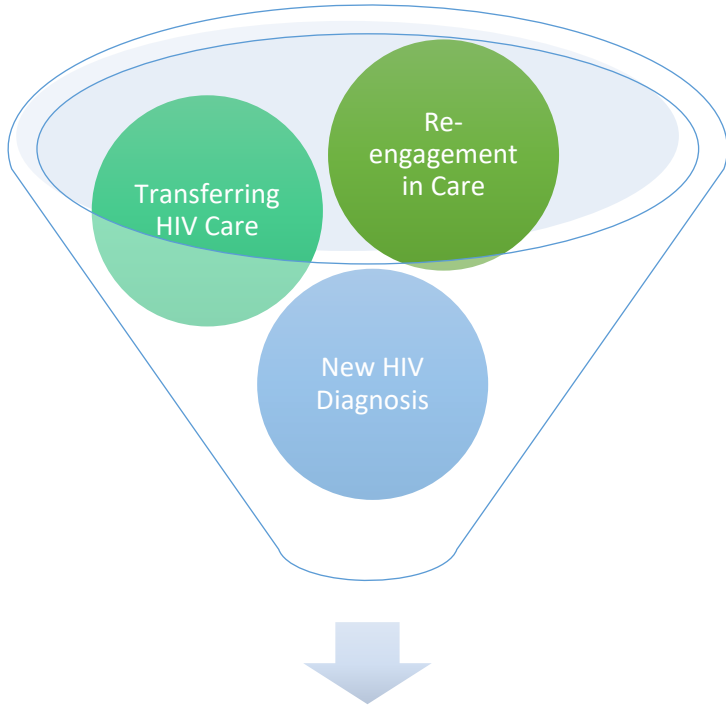 Re-
engagement
in Care
Transferring
HIV Care
New HIV
Diagnosis